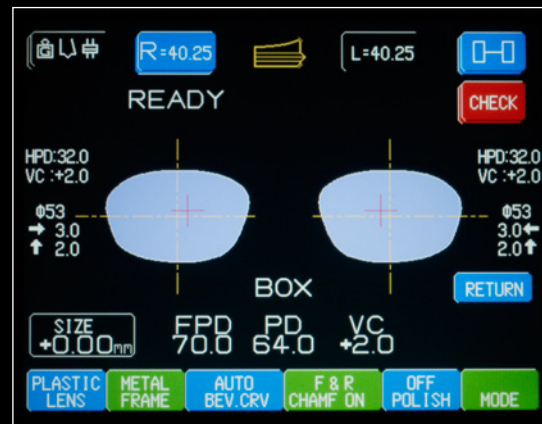 R=40.25
L=40.25
READY
CHECK
HPD:32.0
VC :+2.0
Φ53
→ 3.0
↑ 2.0
HPD:32.0
VC :+2.0
Φ53
3.0←
2.0↑
BOX
RETURN
SIZE
+0.00mm
FPD
70.0
PD
64.0
VC
+2.0
PLASTIC
LENS
METAL
FRAME
AUTO
BEV.CRV
F & R
CHAMF ON
OFF
POLISH
MODE